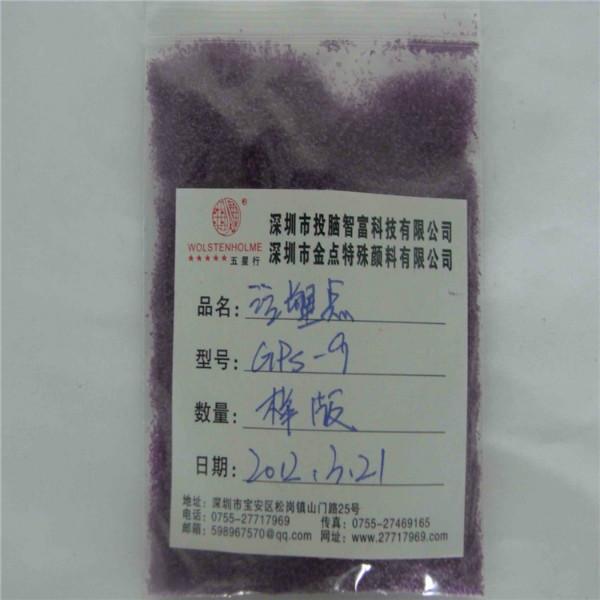 WOLSTENHOLME
★★★★★五星行
深圳市投脑智富科技有限公司
深圳市金点特殊颜料有限公司
品名:
型号: GPS-9
数量: 样版
日期: 2012.3.21
地址: 深圳市宝安区松岗镇山门路25号
电话: 0755-27717969 传真: 0755-27469165
邮箱: 598967570@qq.com 网址: www.27717969.com